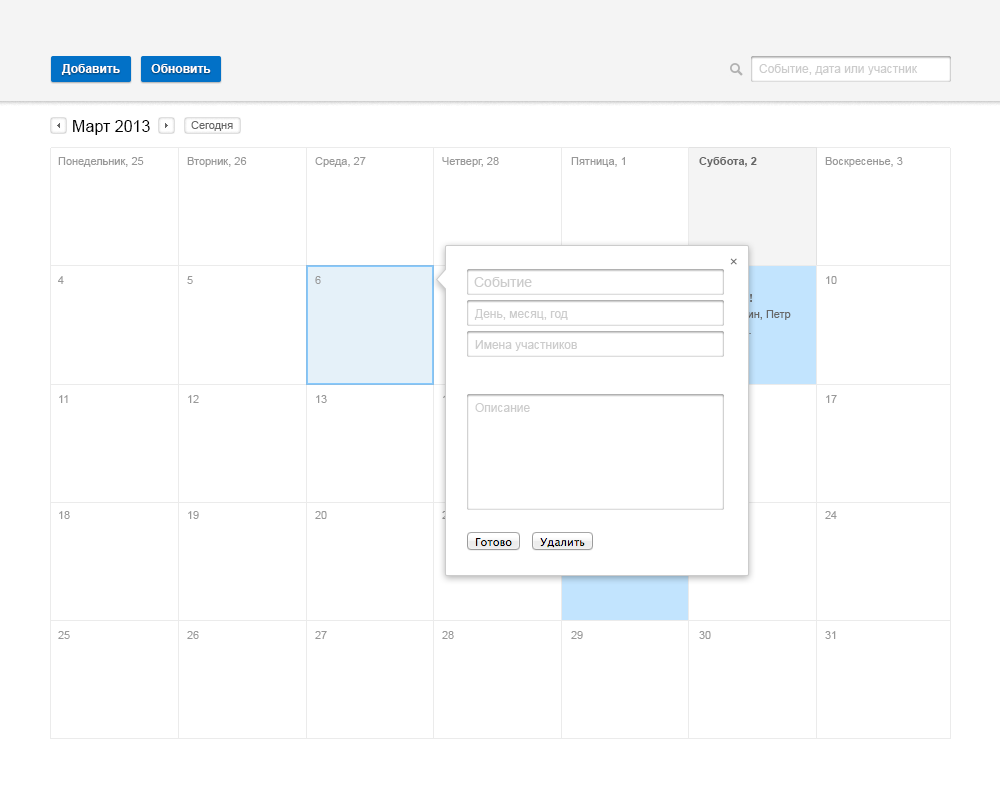 Добавить Обновить Событие, дата или участник
Март 2013 Сегодня
Понедельник, 25 Вторник, 26 Среда, 27 Четверг, 28 Пятница, 1 Суббота, 2 Воскресенье, 3
×
4 5 6 10
Событие
День, месяц, год
Петр
Имена участников
11 12 13 17
Описание
18 19 20 24
Готово Удалить
25 26 27 28 29 30 31